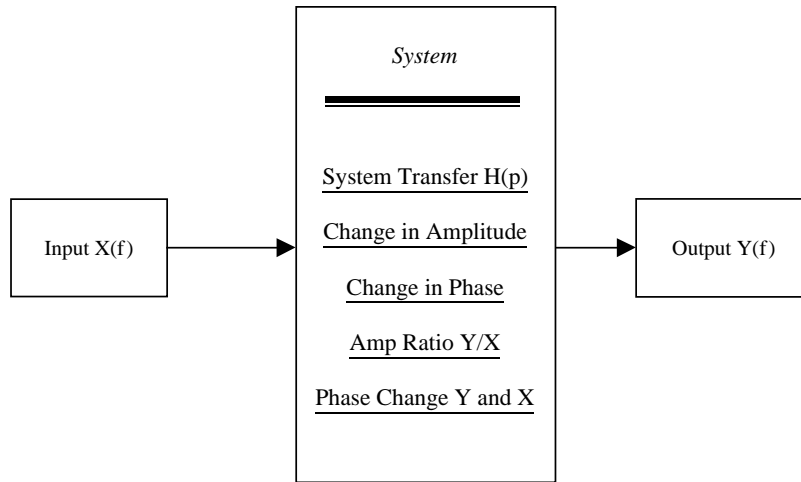 System
System Transfer H(p)
Input X(f)
Change in Amplitude
Output Y(f)
Change in Phase
Amp Ratio Y/X
Phase Change Y and X